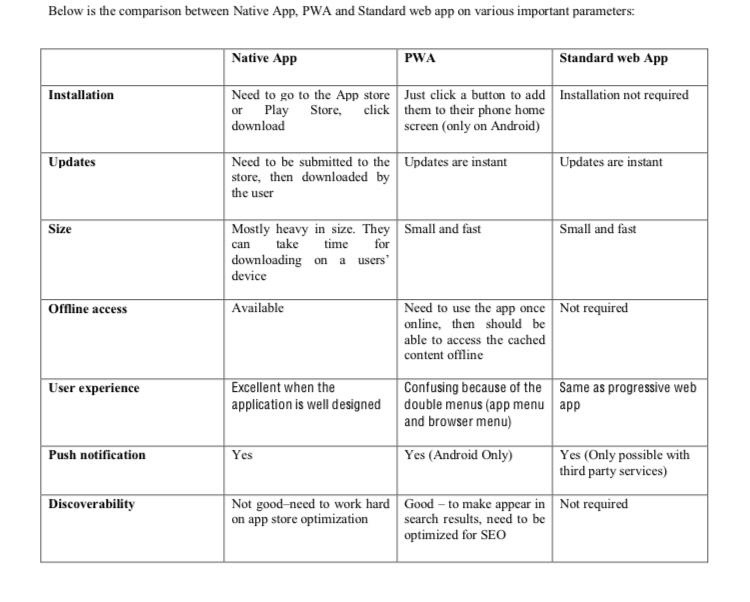 Below is the comparison between Native App, PWA and Standard web app on various important parameters:
Native App PWA Standard web App
Installation
Need to go to the App store
or Play Store, click
download
Just click a button to add
them to their phone home
screen (only on Android)
Installation not required
Updates
Need to be submitted to the
store, then downloaded by
the user
Updates are instant
Updates are instant
Size
Mostly heavy in size. They
can take time for
downloading on a users'
device
Small and fast
Small and fast
Offline access
Available
Need to use the app once
online, then should be
able to access the cached
content offline
Not required
User experience
Excellent when the
application is well designed
Confusing because of the
double menus (app menu
and browser menu)
Same as progressive web
app
Push notification
Yes
Yes (Android Only)
Yes (Only possible with
third party services)
Discoverability
Not good–need to work hard
on app store optimization
Good – to make appear in
search results, need to be
optimized for SEO
Not required